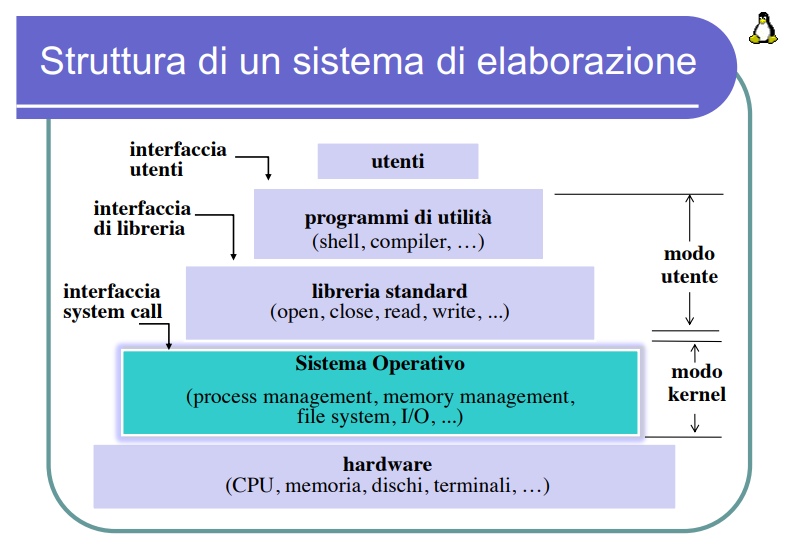 Struttura di un sistema di elaborazione
interfaccia
utenti
utenti
interfaccia
di libreria
programmi di utilità
(shell, compiler, …)
modo
utente
interfaccia
system call
libreria standard
(open, close, read, write, ...)
Sistema Operativo
(process management, memory management,
file system, I/O, ...)
modo
kernel
hardware
(CPU, memoria, dischi, terminali, …)